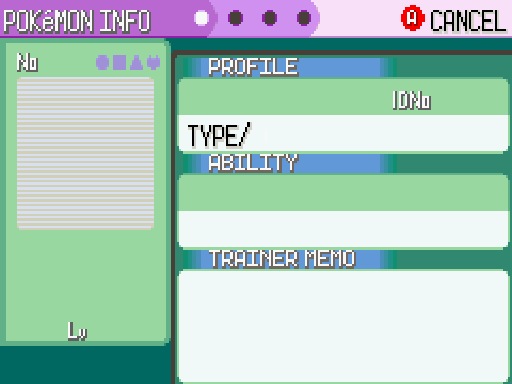 POKéMON INFO
A CANCEL
No
PROFILE
IDNo
TYPE/
ABILITY
TRAINER MEMO
Lv